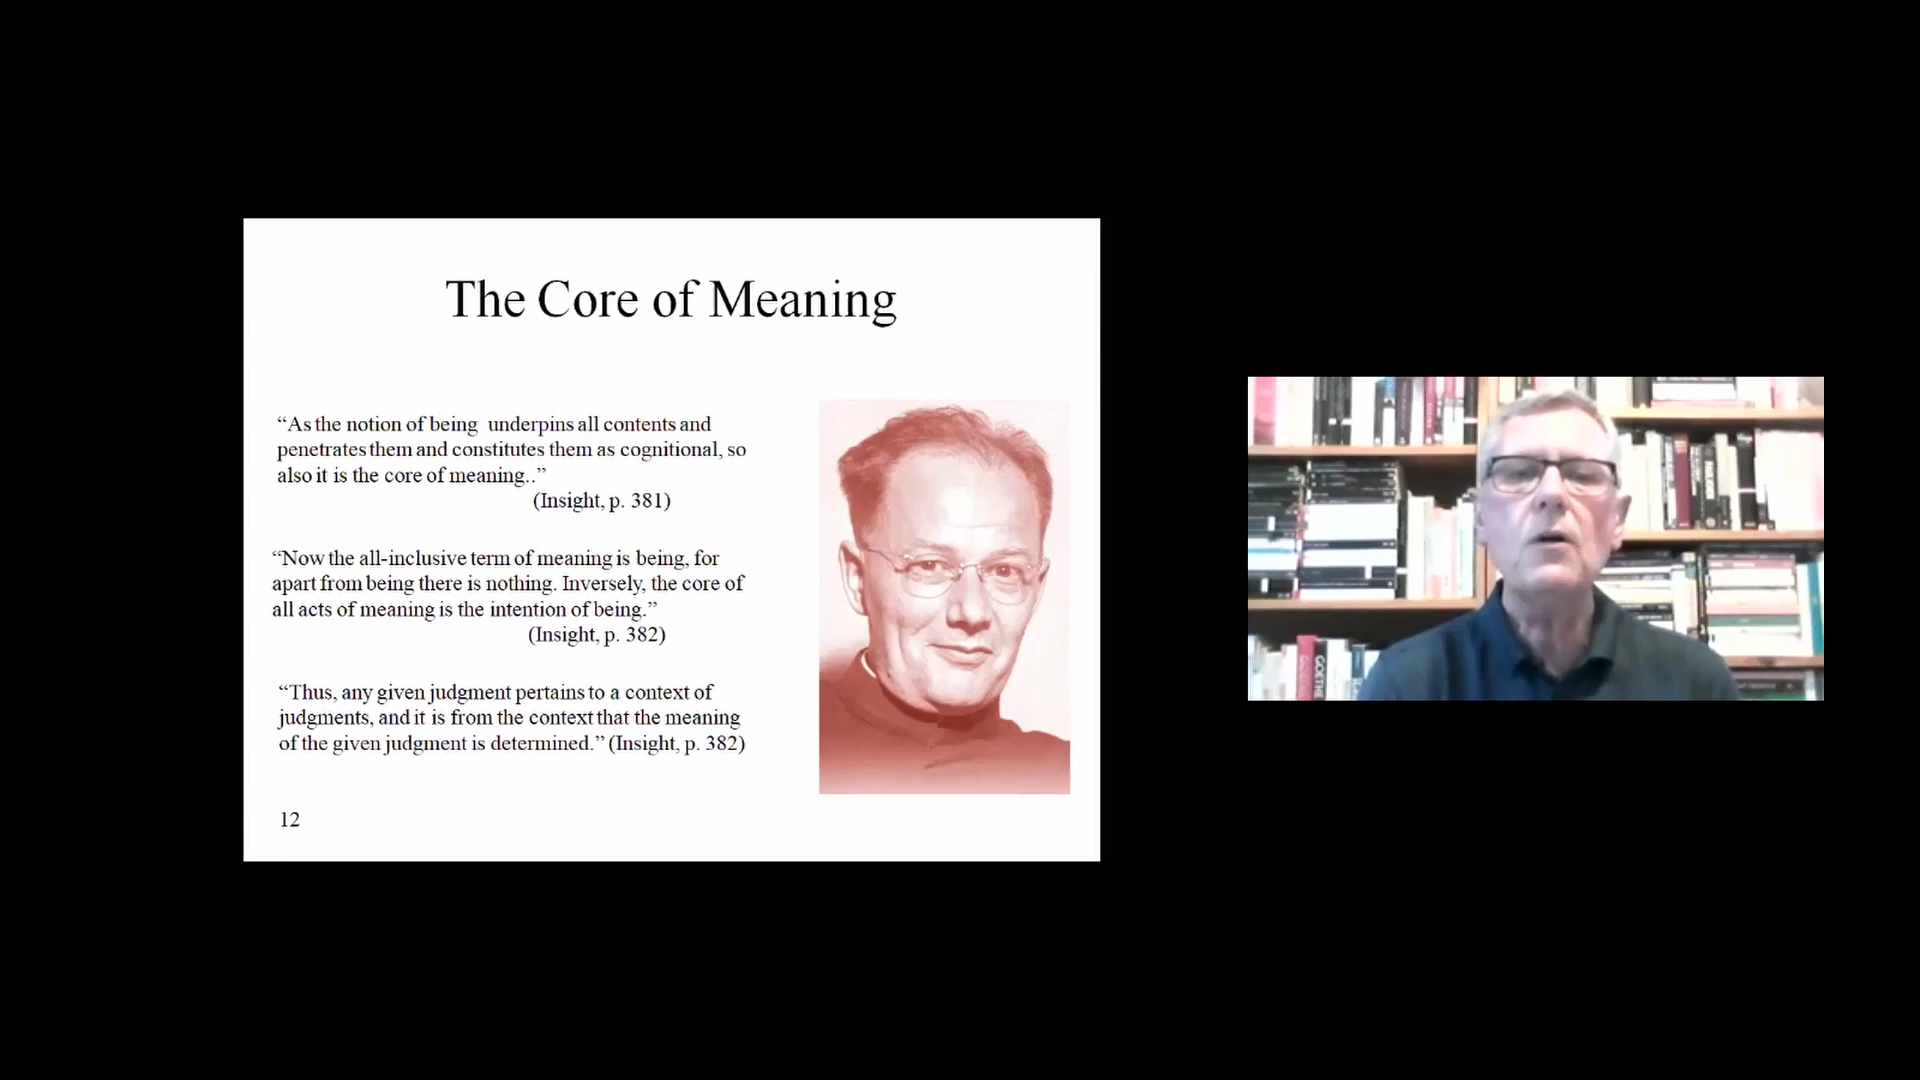 The Core of Meaning
“As the notion of being underpins all contents and
penetrates them and constitutes them as cognitional, so
also it is the core of meaning..”
(Insight, p. 381)
“Now the all-inclusive term of meaning is being, for
apart from being there is nothing. Inversely, the core of
all acts of meaning is the intention of being.”
(Insight, p. 382)
“Thus, any given judgment pertains to a context of
judgments, and it is from the context that the meaning
of the given judgment is determined.” (Insight, p. 382)
12
GOETHE